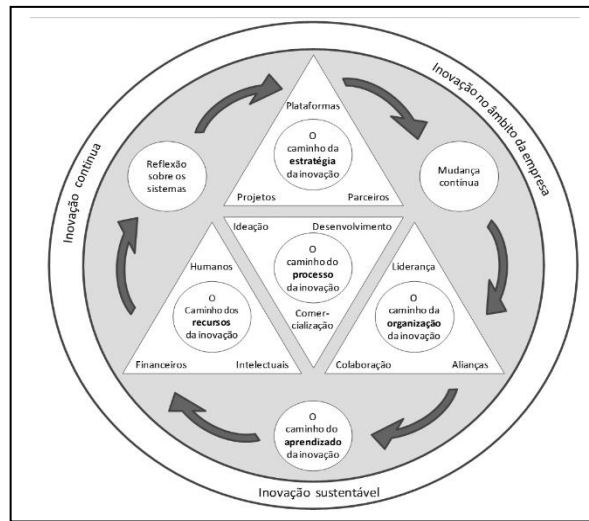 Inovação contínua
Inovação no âmbito da empresa
Plataformas
O
caminho da
estratégia
da inovação
Projetos
Parceiros
Reflexão
sobre os
sistemas
Mudança
contínua
Ideação
Desenvolvimento
O
caminho do
processo
da inovação
Comer-
cialização
Humanos
O
Caminho dos
recursos
da inovação
Financeiros
Intelectuais
Liderança
O
caminho da
organização
da inovação
Colaboração
Alianças
O
caminho do
aprendizado
da inovação
Inovação sustentável